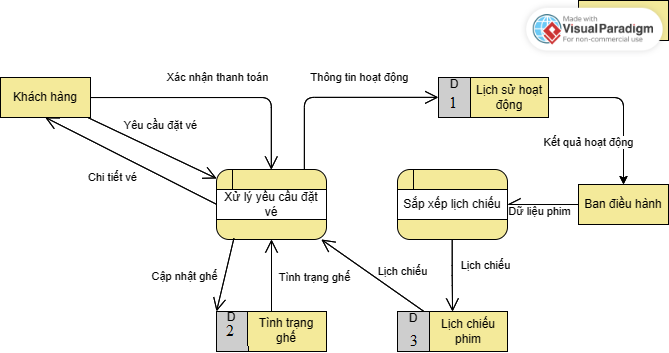 Made with
VisualParadigm
For non-commercial use
Xác nhận thanh toán
Thông tin hoạt động
Khách hàng
D
1
Lịch sử hoạt
động
Yêu cầu đặt vé
Kết quả hoạt động
Chi tiết vé
Xử lý yêu cầu đặt
vé
Sắp xếp lịch chiếu
Dữ liệu phim
Ban điều hành
Cập nhật ghế
Tình trạng ghế
Lịch chiếu
Lịch chiếu
D
2
Tình trạng
ghế
D
3
Lịch chiếu
phim